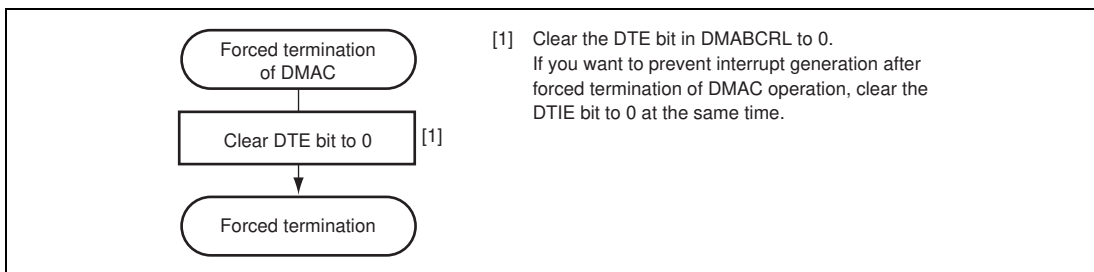 Forced termination
of DMAC
Clear DTE bit to 0
[1]
Forced termination
[1] Clear the DTE bit in DMABCRL to 0.
If you want to prevent interrupt generation after
forced termination of DMAC operation, clear the
DTIE bit to 0 at the same time.